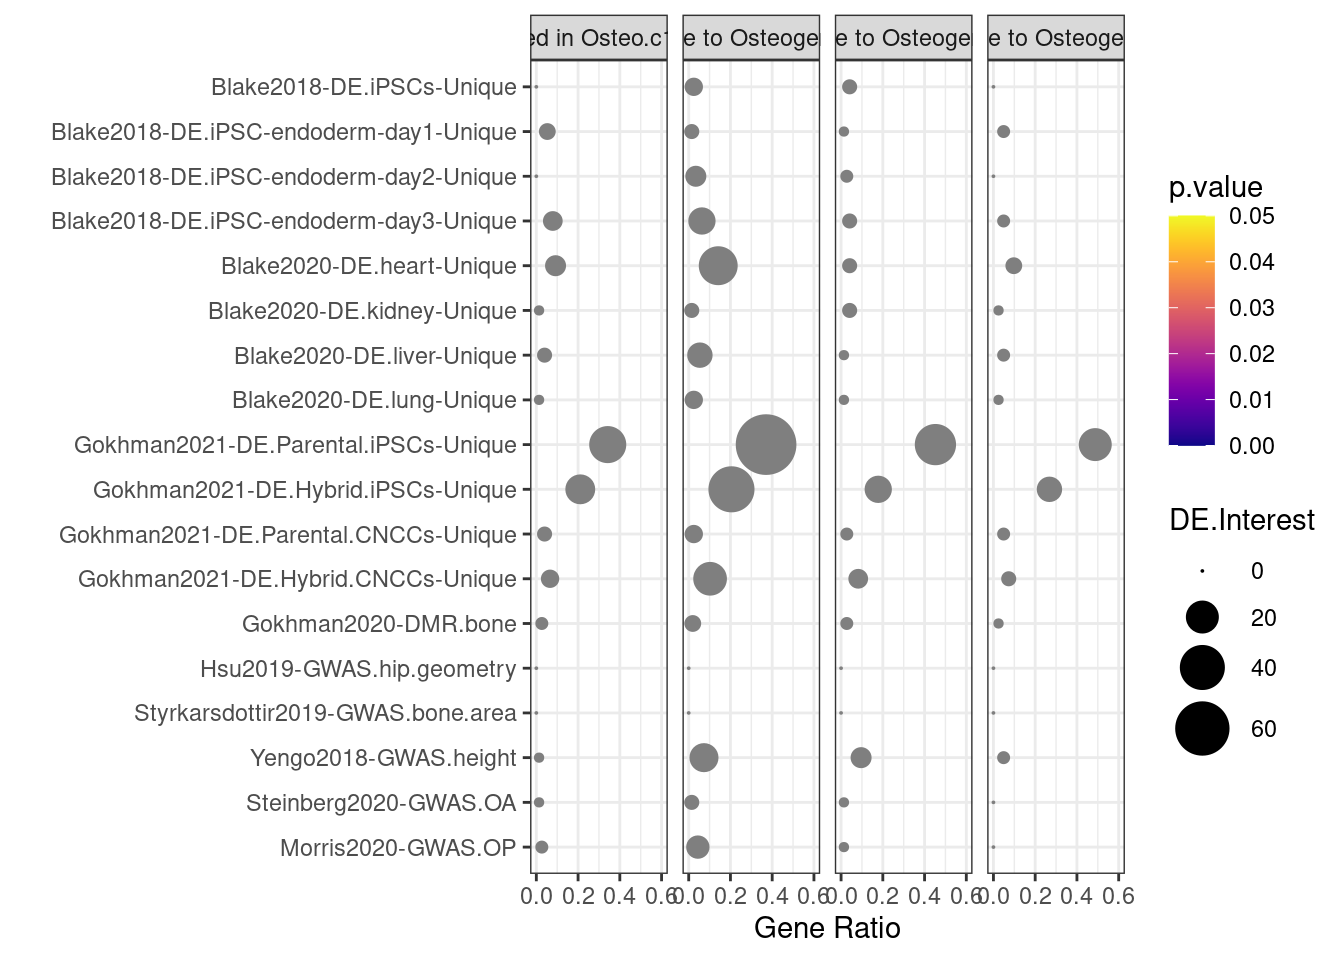 ed in Osteo.c1
e to Osteoge
e to Osteoge
e to Osteoge
Blake2018-DE.iPSCs-Unique
Blake2018-DE.iPSC-endoderm-day1-Unique
Blake2018-DE.iPSC-endoderm-day2-Unique
Blake2018-DE.iPSC-endoderm-day3-Unique
Blake2020-DE.heart-Unique
Blake2020-DE.kidney-Unique
Blake2020-DE.liver-Unique
Blake2020-DE.lung-Unique
Gokhman2021-DE.Parental.iPSCs-Unique
Gokhman2021-DE.Hybrid.iPSCs-Unique
Gokhman2021-DE.Parental.CNCCs-Unique
Gokhman2021-DE.Hybrid.CNCCs-Unique
Gokhman2020-DMR.bone
Hsu2019-GWAS.hip.geometry
Styrkarsdottir2019-GWAS.bone.area
Yengo2018-GWAS.height
Steinberg2020-GWAS.OA
Morris2020-GWAS.OP
0.0 0.2 0.4 0.6
0.0 0.2 0.4 0.6
0.0 0.2 0.4 0.6
0.0 0.2 0.4 0.6
Gene Ratio
p.value
0.05
0.04
0.03
0.02
0.01
0.00
DE.Interest
0
20
40
60